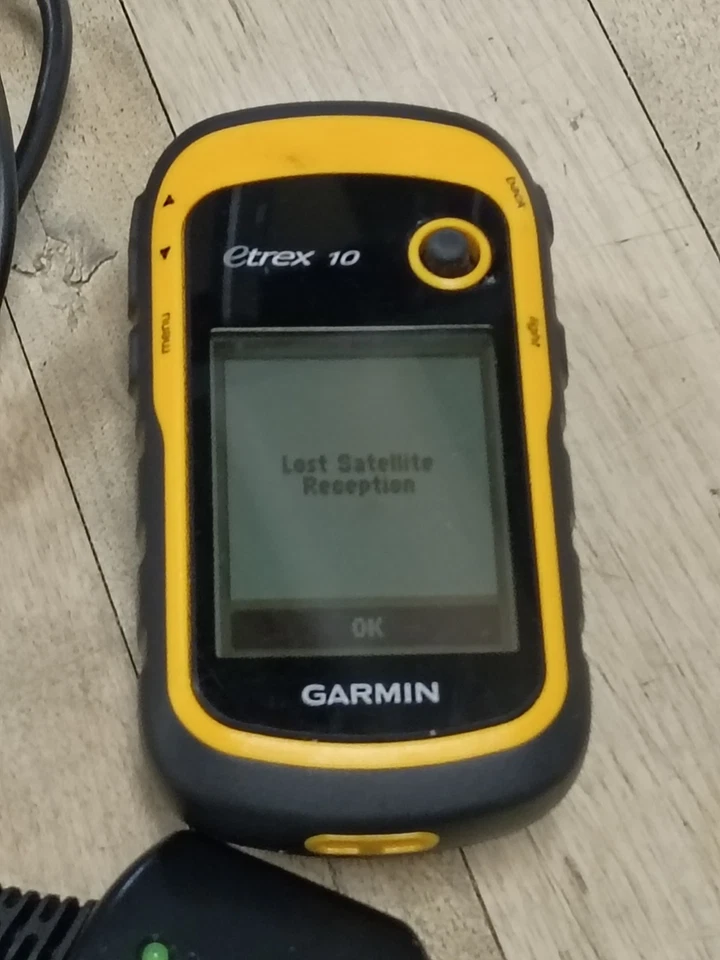 back
etrex 10
menu
light
Lost Satellite
Reception
OK
GARMIN